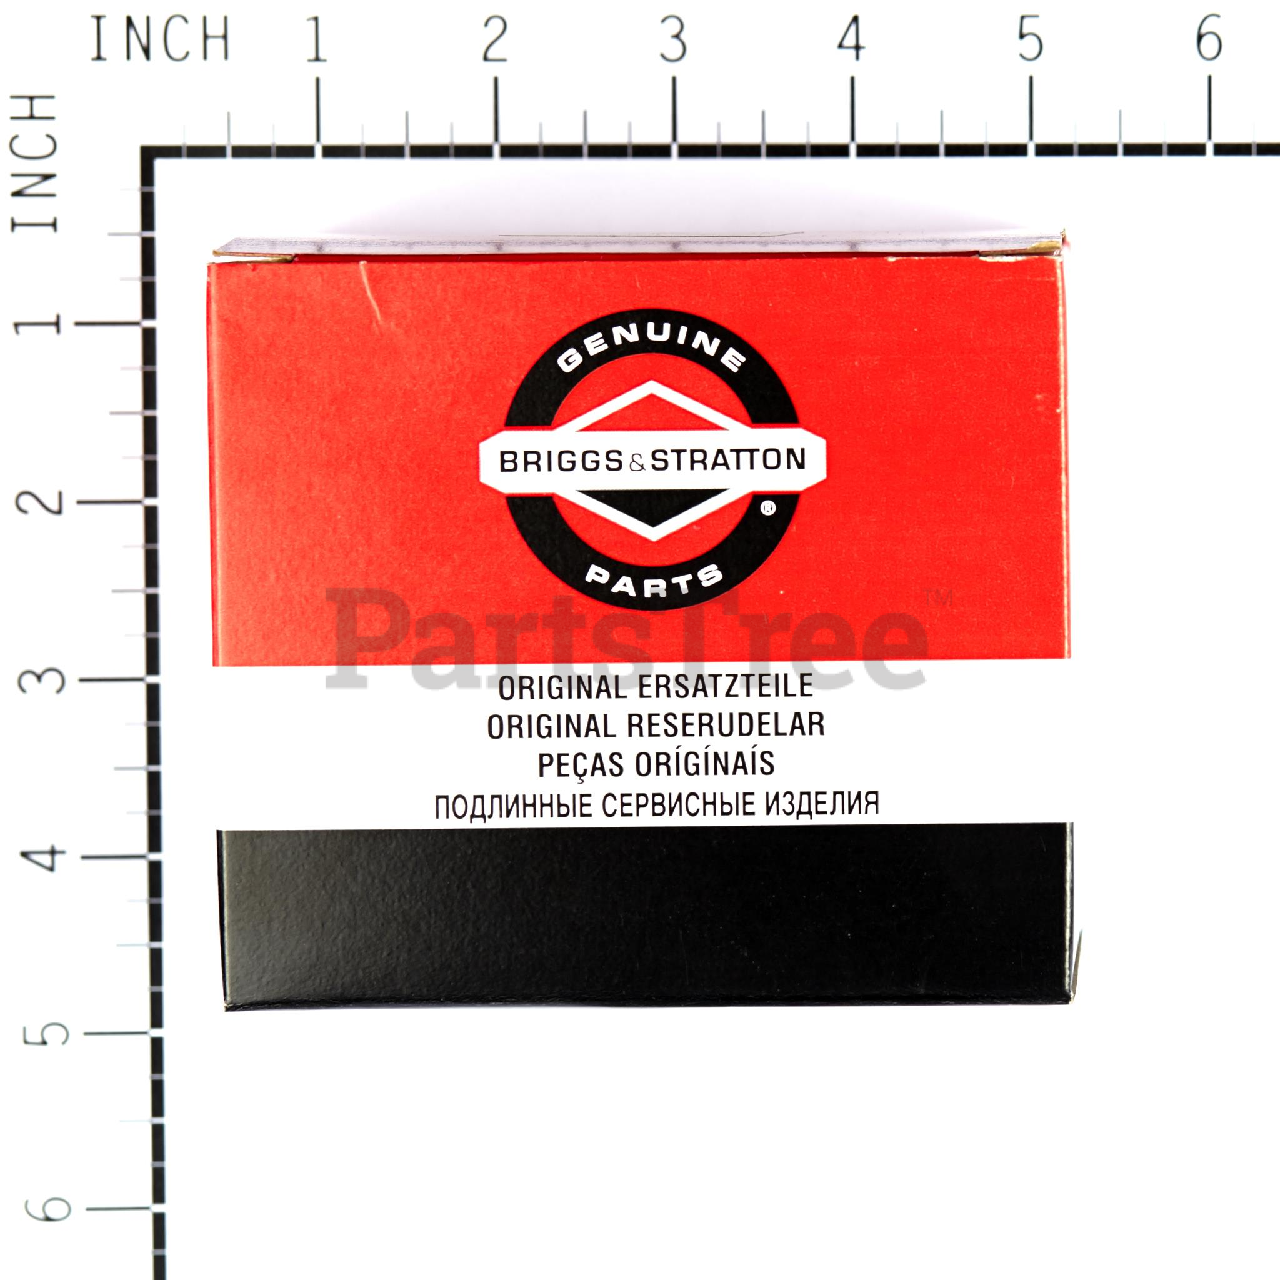 INCH 1 2 3 4 5 6
INCH
1
2
3
4
5
6
GENUINE
BRIGGS & STRATTON
®
PARTS
PartsTree™
ORIGINAL ERSATZTEILE
ORIGINAL RESERUDELAR
PEÇAS ORÍGÍNAÍS
ПОДЛИННЫЕ СЕРВИСНЫЕ ИЗДЕЛИЯ